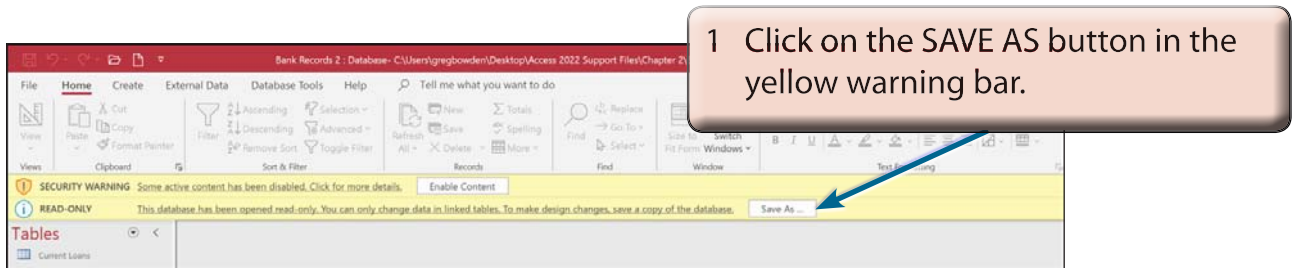 1 Click on the SAVE AS button in the
yellow warning bar.
Bank Records 2 : Database- C:\Users\gregbowden\Desktop\Access 2022 Support Files\Chapter 2\
File Home Create External Data Database Tools Help Tell me what you want to do
Cut Ascending Selection New Totals Replace
Copy Descending Advanced Save Spelling Go To
View Paste Format Painter Filter Remove Sort Toggle Filter Refresh All Delete More Find Select Size to Fit Form Switch Windows B I U A
Views Clipboard Sort & Filter Records Find Window
SECURITY WARNING Some active content has been disabled. Click for more details. Enable Content
READ-ONLY This database has been opened read-only. You can only change data in linked tables. To make design changes, save a copy of the database. Save As ...
Tables
Current Loans